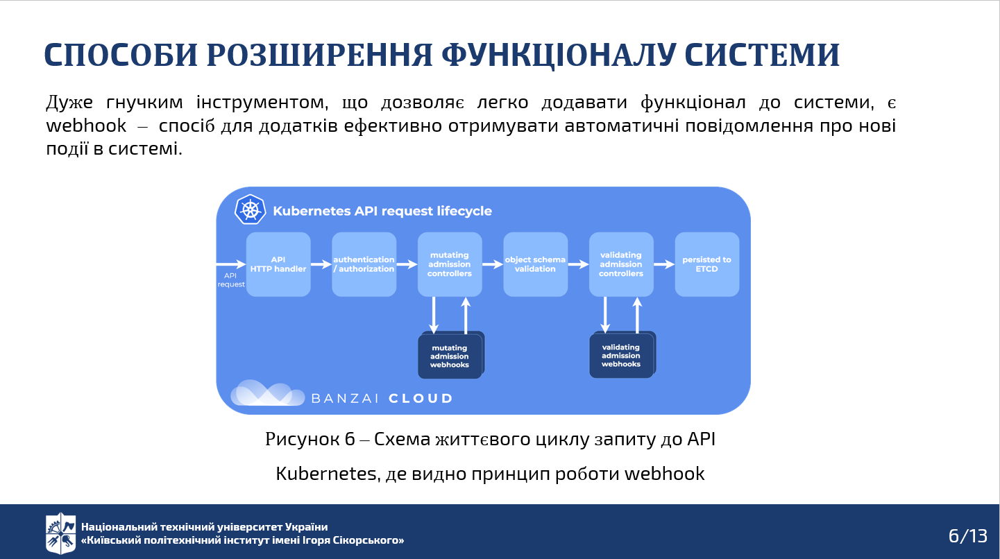 СПОСОБИ РОЗШИРЕННЯ ФУНКЦІОНАЛУ СИСТЕМИ
Дуже гнучким інструментом, що дозволяє легко додавати функціонал до системи, є
webhook – спосіб для додатків ефективно отримувати автоматичні повідомлення про нові
події в системі.
Kubernetes API request lifecycle
API
request
API
HTTP handler
authentication
/ authorization
mutating
admission
controllers
object schema
validation
validating
admission
controllers
persisted to
ETCD
mutating
admission
webhooks
validating
admission
webhooks
BANZAI CLOUD
Рисунок 6 – Схема життєвого циклу запиту до API
Kubernetes, де видно принцип роботи webhook
Національний технічний університет України
«Київський політехнічний інститут імені Ігоря Сікорського»
6/13